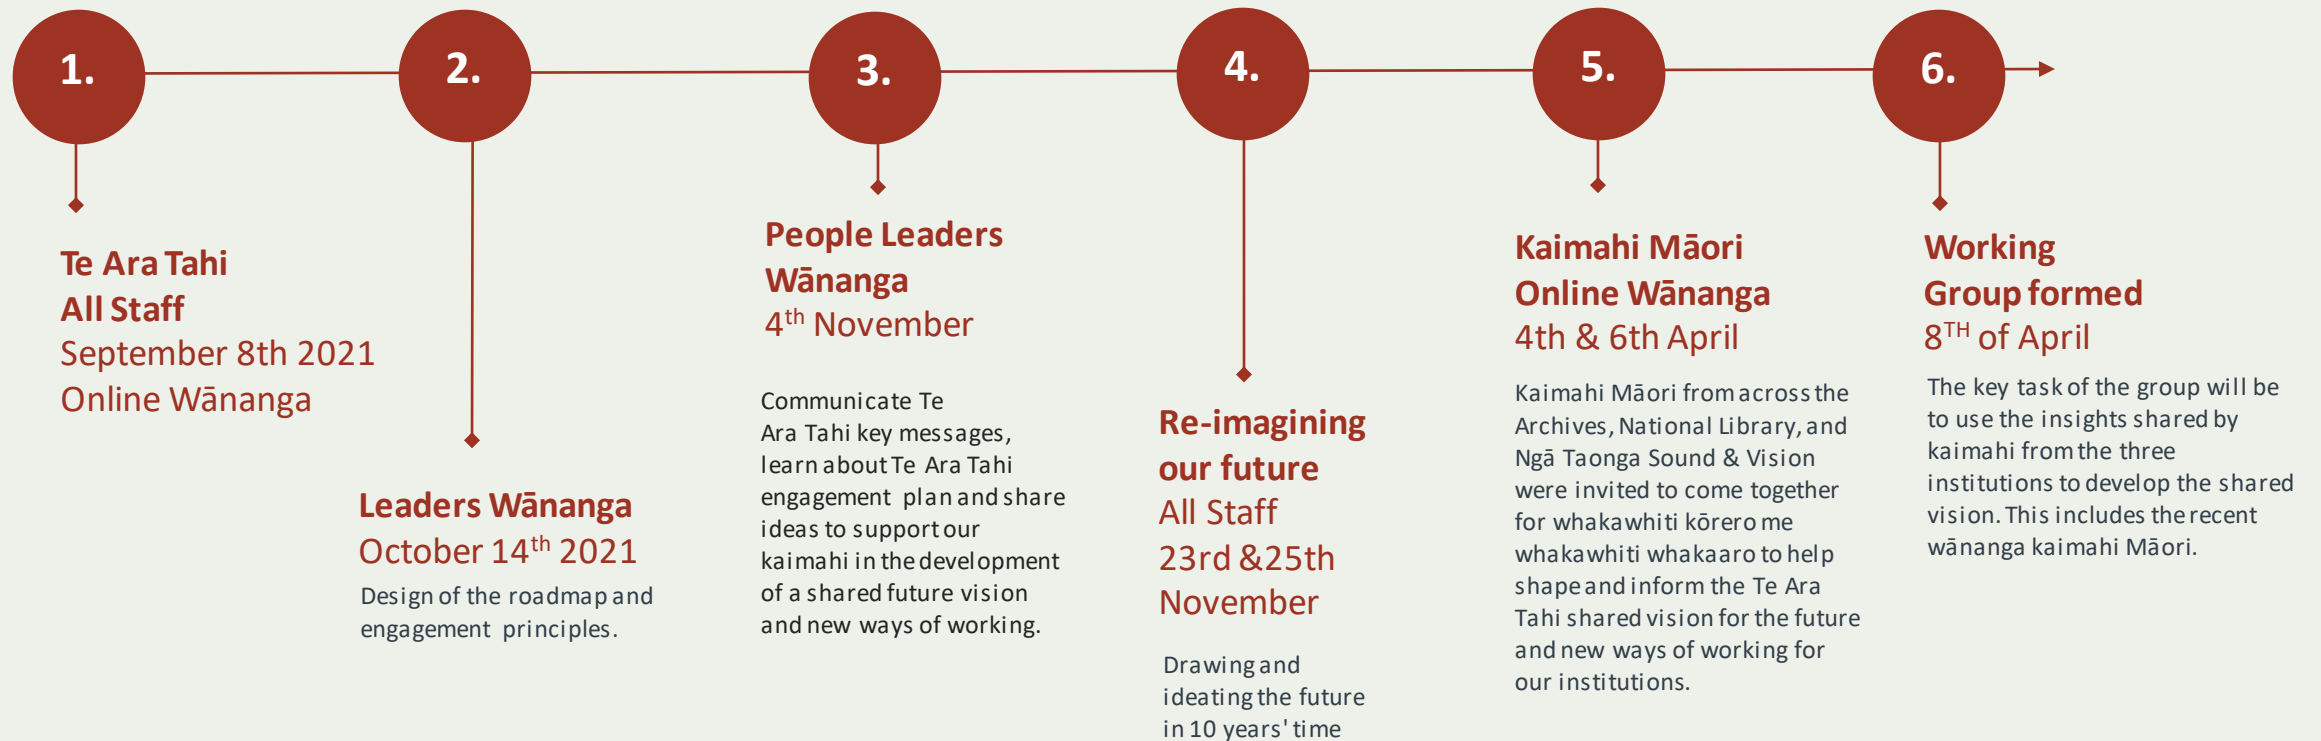 1.
Te Ara Tahi
All Staff
September 8th 2021
Online Wānanga
2.
Leaders Wānanga
October 14th 2021
Design of the roadmap and
engagement principles.
3.
People Leaders
Wānanga
4th November
Communicate Te
Ara Tahi key messages,
learn about Te Ara Tahi
engagement plan and share
ideas to support our
kaimahi in the development
of a shared future vision
and new ways of working.
4.
Re-imagining
our future
All Staff
23rd &25th
November
Drawing and
ideating the future
in 10 years' time
5.
Kaimahi Māori
Online Wānanga
4th & 6th April
Kaimahi Māori from across the
Archives, National Library, and
Ngā Taonga Sound & Vision
were invited to come together
for whakawhiti kōrero me
whakawhiti whakaaro to help
shape and inform the Te Ara
Tahi shared vision for the future
and new ways of working for
our institutions.
6.
Working
Group formed
8TH of April
The key task of the group will be
to use the insights shared by
kaimahi from the three
institutions to develop the shared
vision. This includes the recent
wānanga kaimahi Māori.